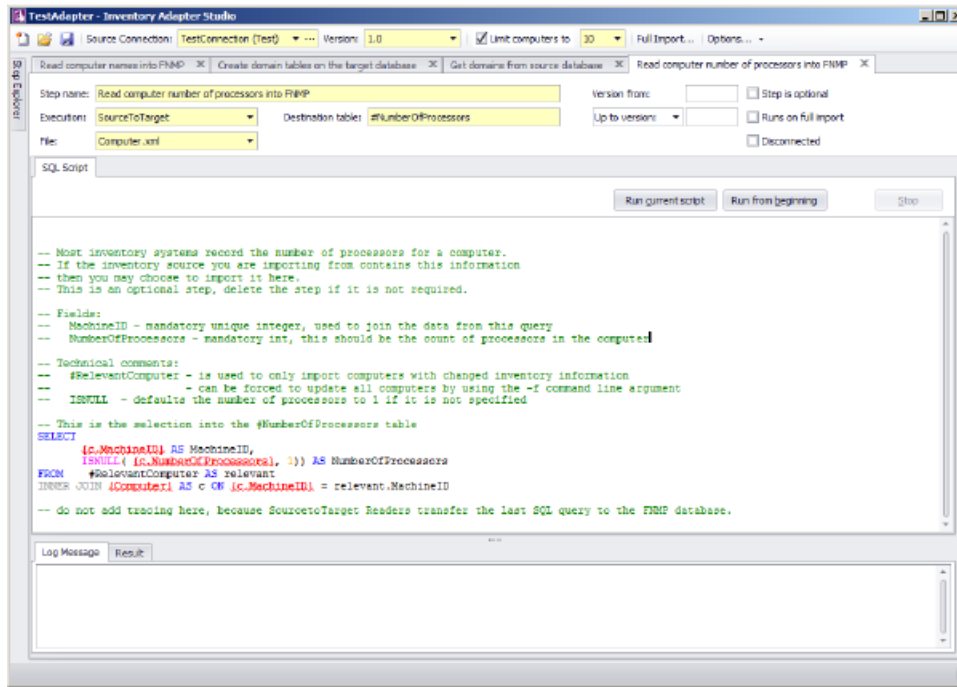 TestAdapter - Inventory Adapter Studio
Source Connection: TestConnection (Test) Version: 1.0 Limit computers to 10 Full Import... Options...
Step Explorer
Read computer names into FNMP Create domain tables on the target database Get domains from source database Read computer number of processors into FNMP
Step name: Read computer number of processors into FNMP Version from: Step is optional
Execution: SourceToTarget Destination table: #NumberOfProcessors Up to version: Runs on full import
File: Computer.xml Disconnected
SQL Script
Run current script Run from beginning Stop
-- Most inventory systems record the number of processors for a computer.
-- If the inventory source you are importing from contains this information
-- then you may choose to import it here.
-- This is an optional step, delete the step if it is not required.
-- Fields:
-- MachineID - mandatory unique integer, used to join the data from this query
-- NumberOfProcessors - mandatory int, this should be the count of processors in the computer
-- Technical comments:
-- #RelevantComputer - is used to only import computers with changed inventory information
-- - can be forced to update all computers by using the -f command line argument
-- ISNULL - defaults the number of processors to 1 if it is not specified
-- This is the selection into the #NumberOfProcessors table
SELECT
{c.MachineID} AS MachineID,
ISNULL( {c.NumberOfProcessors}, 1)) AS NumberOfProcessors
FROM #RelevantComputer AS relevant
INNER JOIN {Computer} AS c ON {c.MachineID} = relevant.MachineID
-- do not add tracing here, because SourcetoTarget Readers transfer the last SQL query to the FNMP database.
Log Message Result